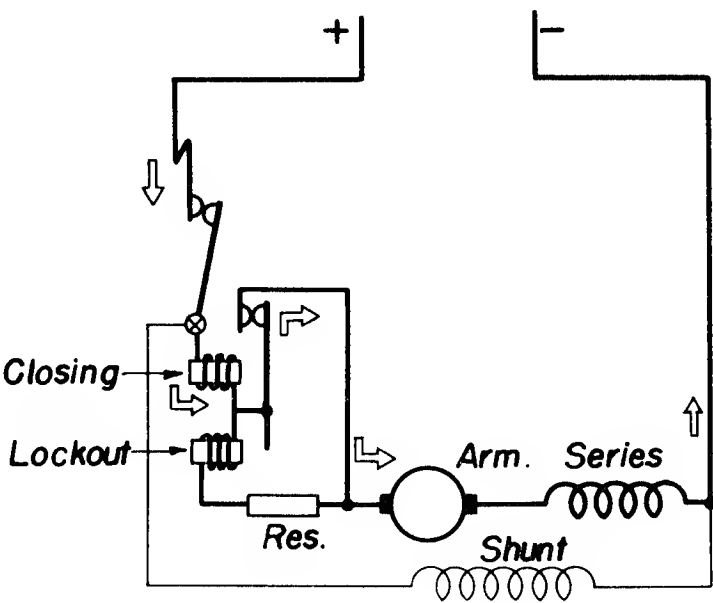 + −
Closing
Lockout
Arm. Series
Res.
Shunt